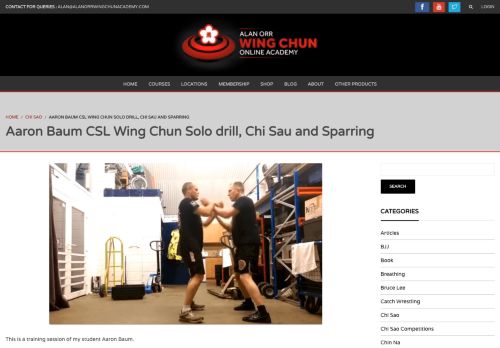 CONTACT FOR QUERIES : ALAN@ALANORRWINGCHUNACADEMY.COM
LOGIN
ALAN ORR
WING CHUN
ONLINE ACADEMY
HOME COURSES LOCATIONS MEMBERSHIP SHOP BLOG ABOUT OTHER PRODUCTS
HOME / CHI SAO / AARON BAUM CSL WING CHUN SOLO DRILL, CHI SAU AND SPARRING
Aaron Baum CSL Wing Chun Solo drill, Chi Sau and Sparring
SEARCH
CATEGORIES
Articles
BJJ
Book
Breathing
Bruce Lee
Catch Wrestling
Chi Sao
Chi Sao Competitions
Chin Na
This is a training session of my student Aaron Baum.